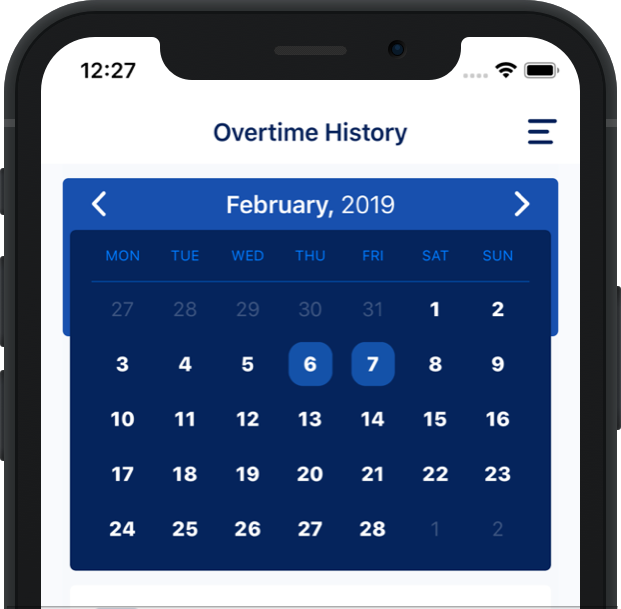 12:27
Overtime History
February, 2019
MON TUE WED THU FRI SAT SUN
27 28 29 30 31 1 2
3 4 5 6 7 8 9
10 11 12 13 14 15 16
17 18 19 20 21 22 23
24 25 26 27 28 1 2